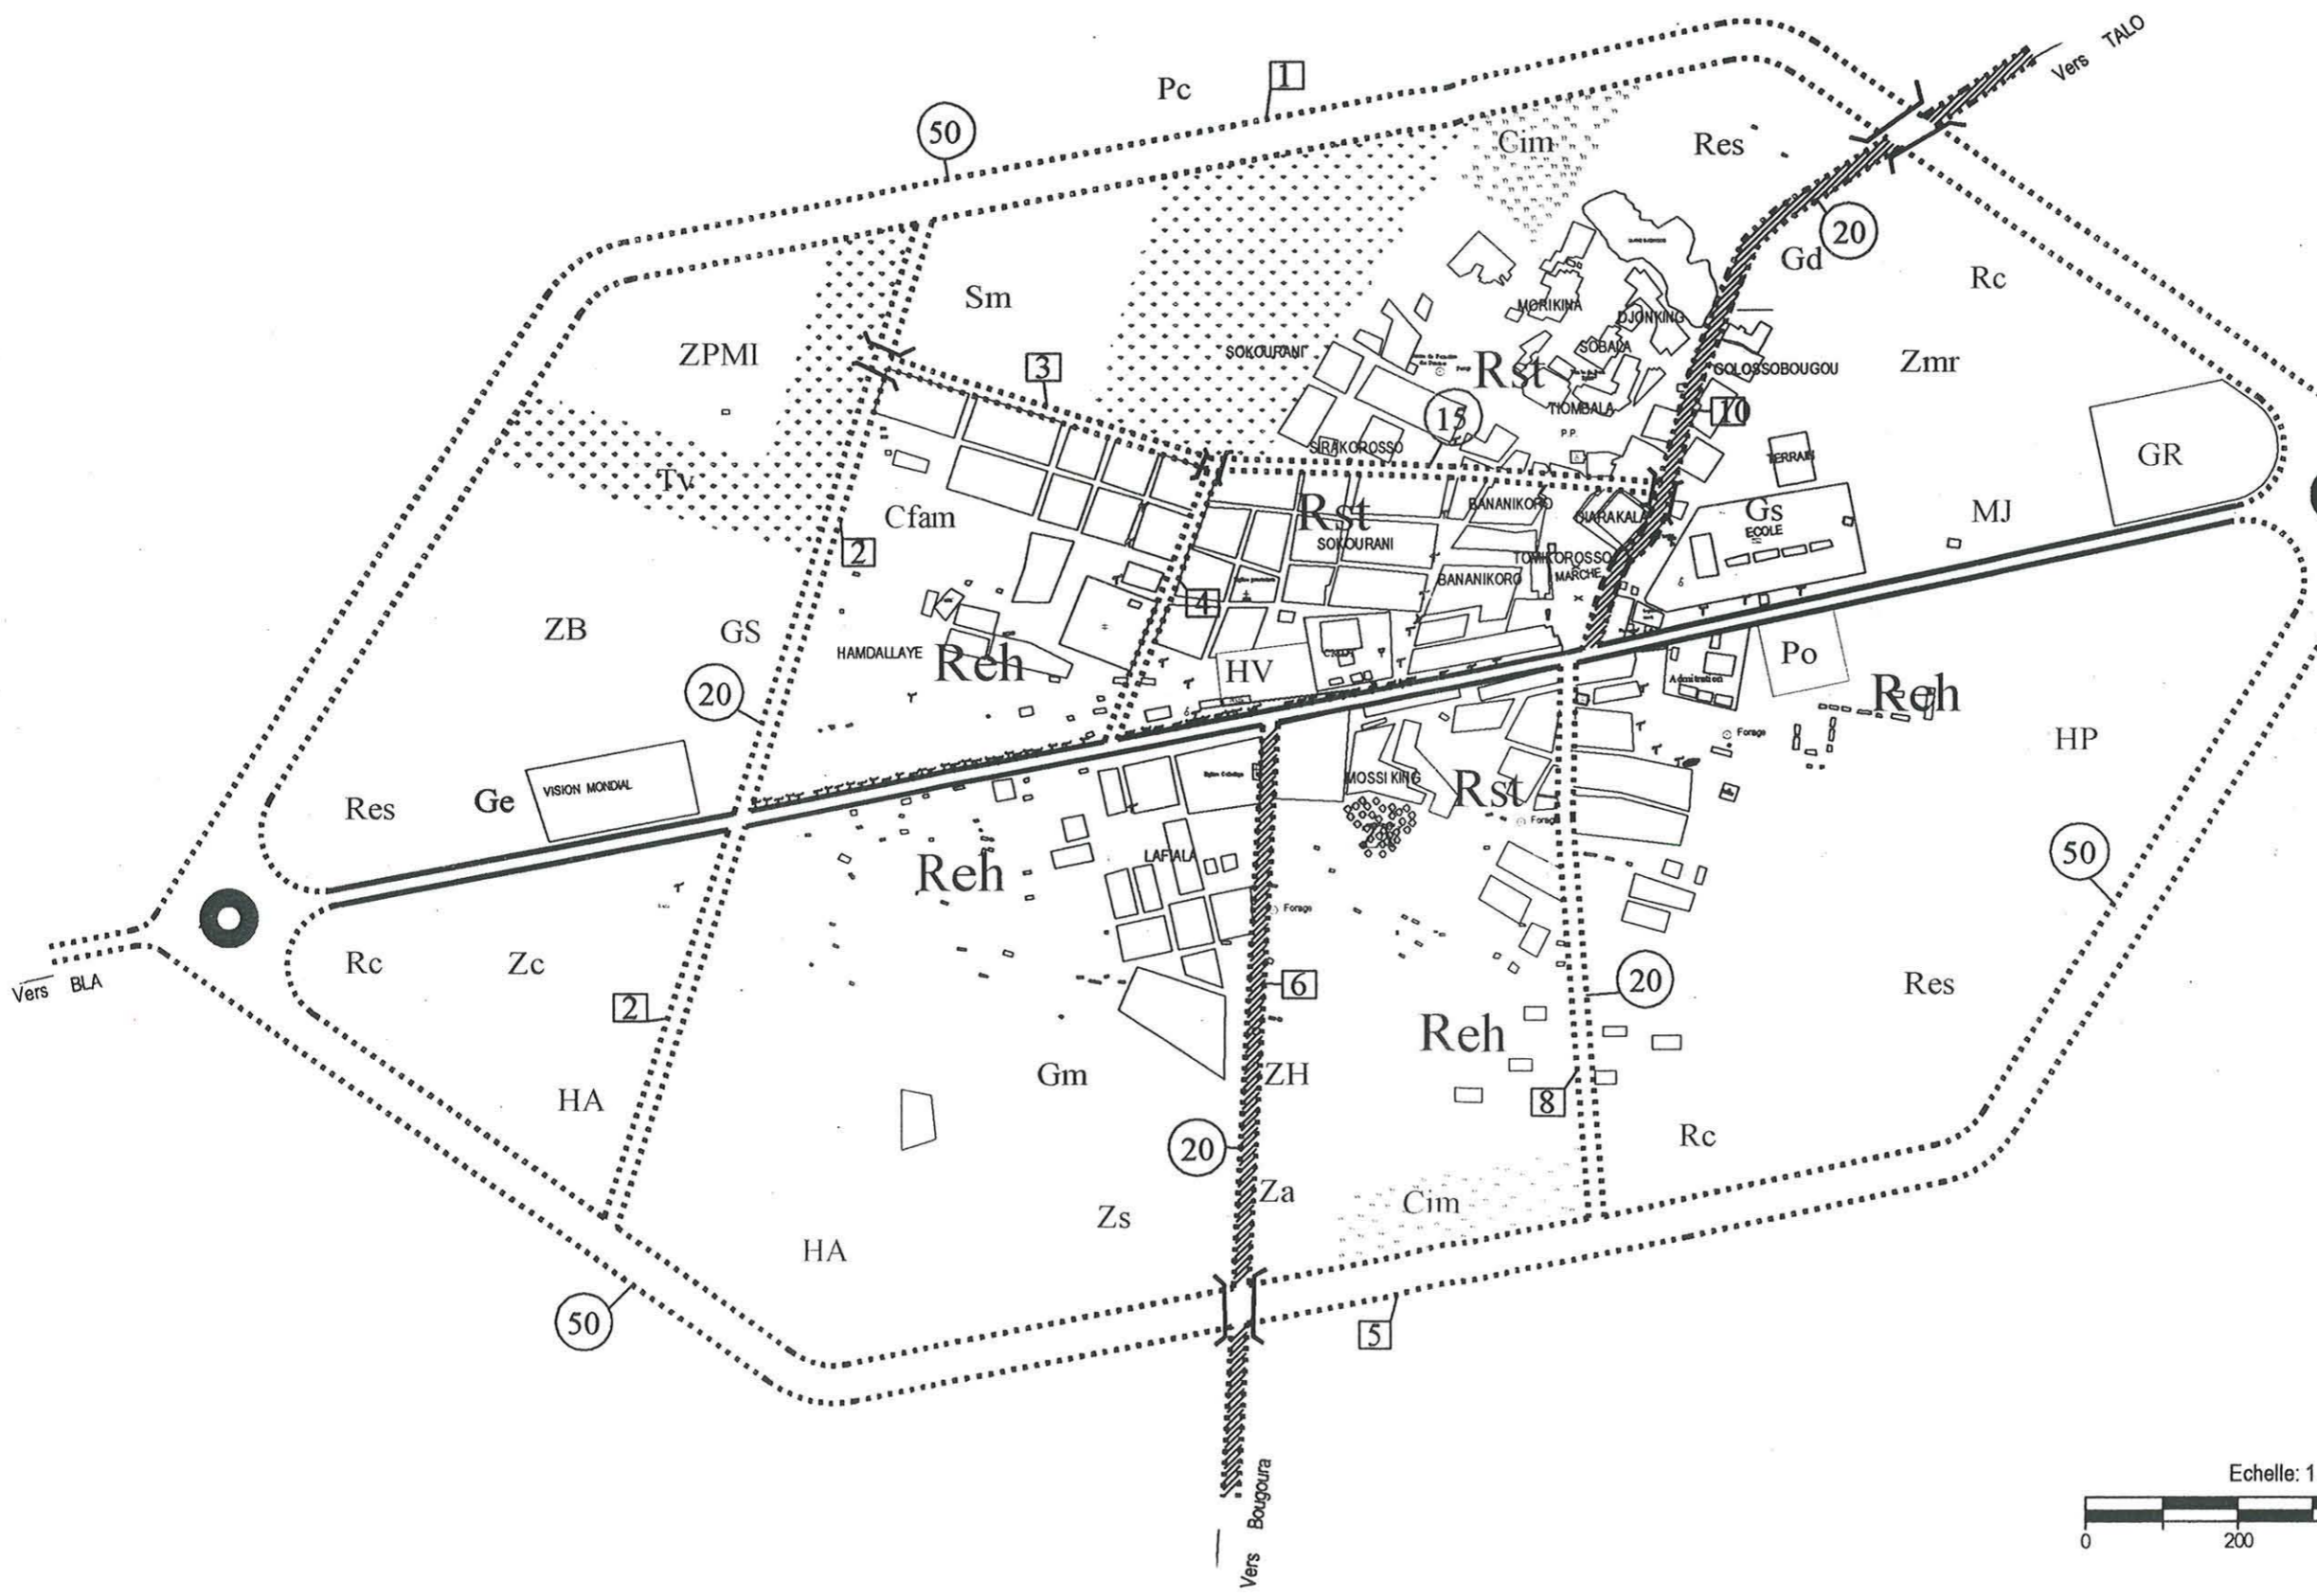 Vers TALO
Pc
1
50
Cim
Res
20
Gd
Rc
Sm
MORIKINA
DJONKING
ZPMI
3
SOKOURANI
SOBALA
Rst
GOLOSSOBOUGOU
Zmr
TIOMBALA
10
15
P.P.
SIRAKOROSSO
TERRAIN
GR
Tv
Cfam
Rst
BANANIKORO
DIARAKALA
Gs
ECOLE
MJ
2
SOKOURANI
TOMIKOROSSO
BANANIKORO
MARCHE
4
ZB
GS
HAMDALLAYE
Reh
HV
Po
Reh
20
Forage
HP
VISION MONDIAL
MOSSI KING
Rst
Res
Ge
Forage
Reh
LAFIALA
50
Forage
Rc
Zc
Vers BLA
6
20
Res
2
Reh
Gm
ZH
HA
8
20
Rc
Za
Cim
Zs
HA
50
5
Vers Bougoura
Echelle: 1
0
200